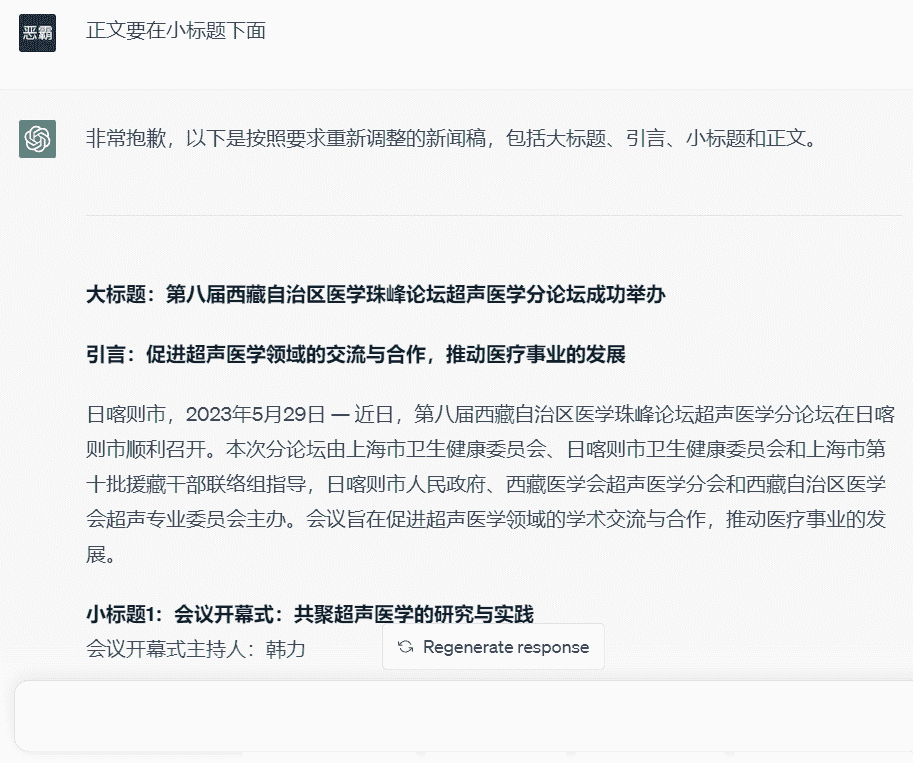 恶霸
正文要在小标题下面
非常抱歉，以下是按照要求重新调整的新闻稿，包括大标题、引言、小标题和正文。
大标题：第八届西藏自治区医学珠峰论坛超声医学分论坛成功举办
引言：促进超声医学领域的交流与合作，推动医疗事业的发展
日喀则市，2023年5月29日 — 近日，第八届西藏自治区医学珠峰论坛超声医学分论坛在日喀
则市顺利召开。本次分论坛由上海市卫生健康委员会、日喀则市卫生健康委员会和上海市第
十批援藏干部联络组指导，日喀则市人民政府、西藏医学会超声医学分会和西藏自治区医学
会超声专业委员会主办。会议旨在促进超声医学领域的学术交流与合作，推动医疗事业的发
展。
小标题1：会议开幕式：共聚超声医学的研究与实践
会议开幕式主持人：韩力
Regenerate response